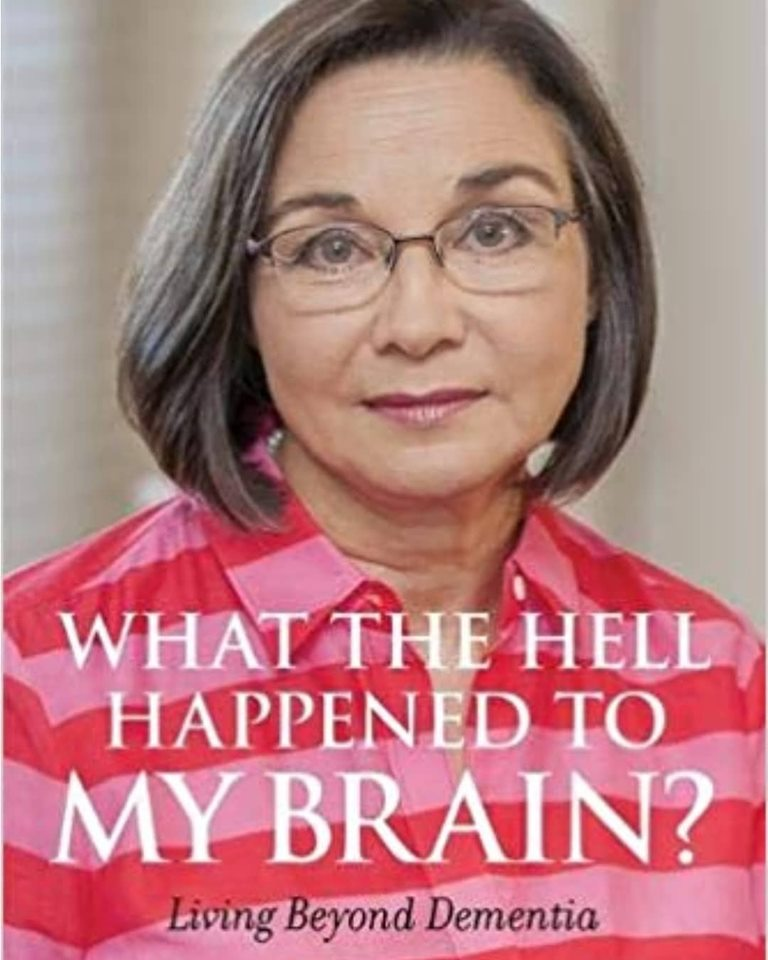 WHAT THE HELL
HAPPENED TO
MY BRAIN?
Living Beyond Dementia